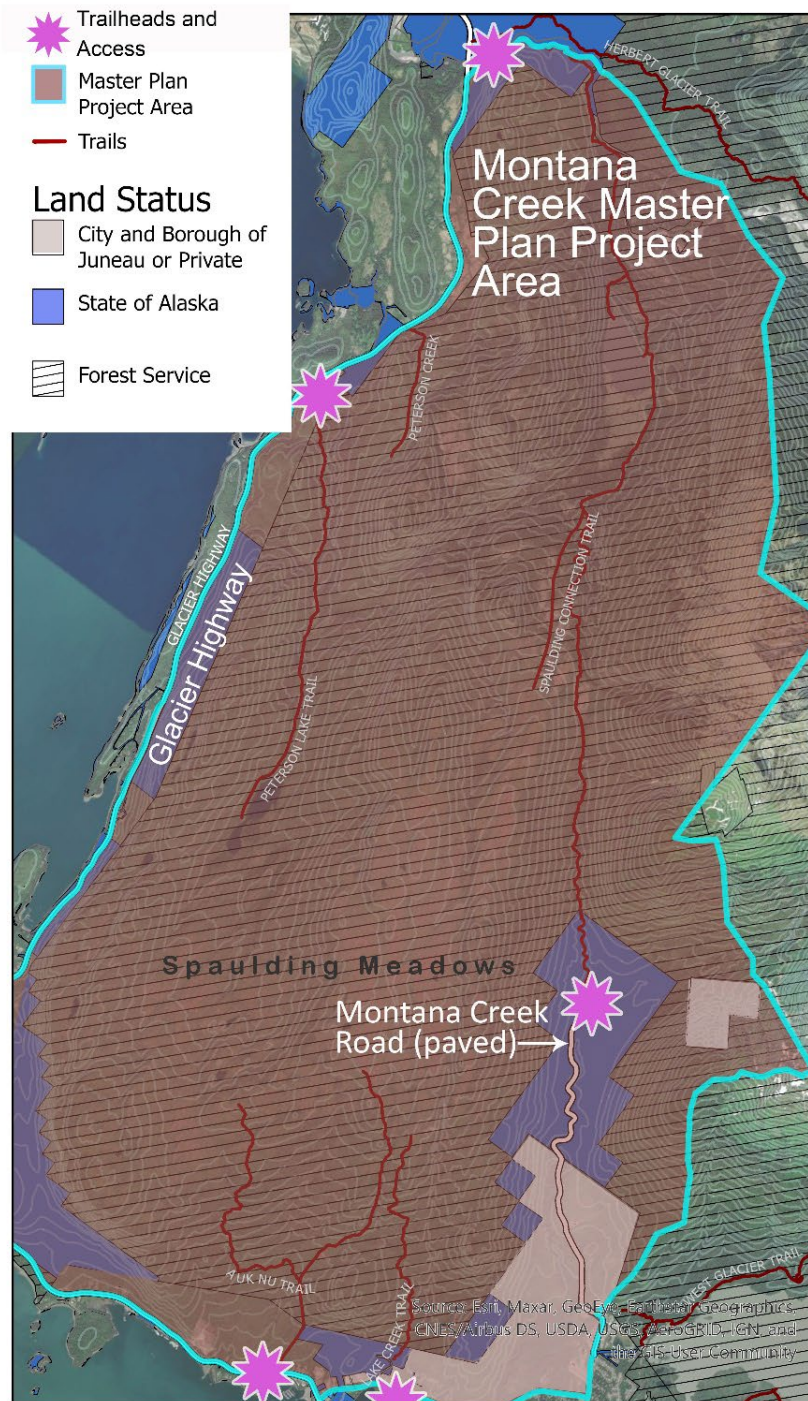 Trailheads and
Access
Master Plan
Project Area
Trails
Land Status
City and Borough of
Juneau or Private
State of Alaska
Forest Service
HERBERT GLACIER TRAIL
Montana
Creek Master
Plan Project
Area
PETERSON CREEK
SPAULDING CONNECTION TRAIL
GLACIER HIGHWAY
Glacier Highway
PETERSON LAKE TRAIL
Spaulding Meadows
Montana Creek
Road (paved)
AUK NU TRAIL
LAKE CREEK TRAIL
WEST GLACIER TRAIL
Source: Esri, Maxar, GeoEye, Earthstar Geographics,
CNES/Airbus DS, USDA, USGS, AeroGRID, IGN, and
the GIS User Community